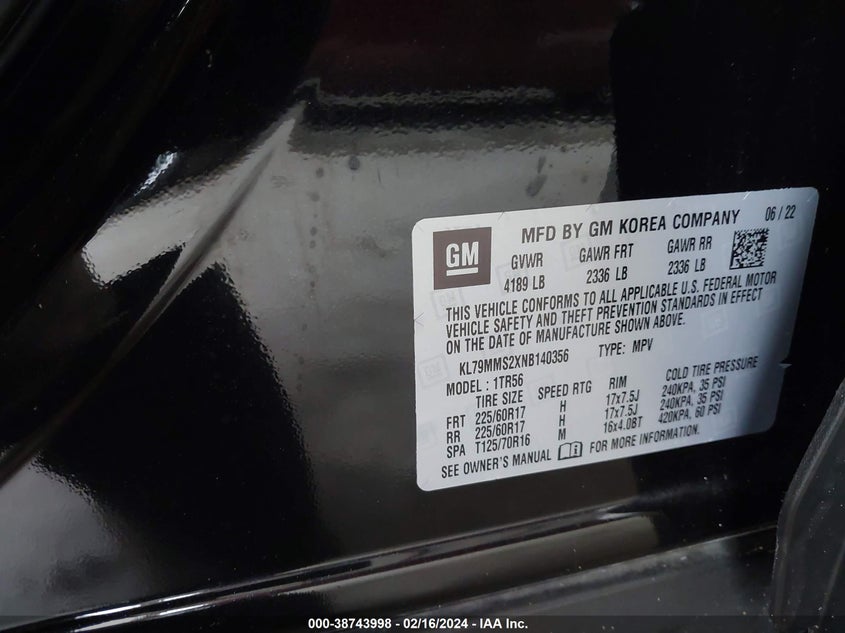 GM
MFD BY GM KOREA COMPANY 06 / 22
GVWR GAWR FRT GAWR RR
4189 LB 2336 LB 2336 LB
THIS VEHICLE CONFORMS TO ALL APPLICABLE U.S. FEDERAL MOTOR
VEHICLE SAFETY AND THEFT PREVENTION STANDARDS IN EFFECT
ON THE DATE OF MANUFACTURE SHOWN ABOVE.
KL79MMS2XNB140356 TYPE: MPV
MODEL : 1TR56
TIRE SIZE SPEED RTG RIM COLD TIRE PRESSURE
FRT 225/60R17 H 17x7.5J 240KPA, 35 PSI
RR 225/60R17 H 17x7.5J 240KPA, 35 PSI
SPA T125/70R16 M 16x4.0BT 420KPA, 60 PSI
SEE OWNER'S MANUAL FOR MORE INFORMATION.
000-38743998 - 02/16/2024 - IAA Inc.